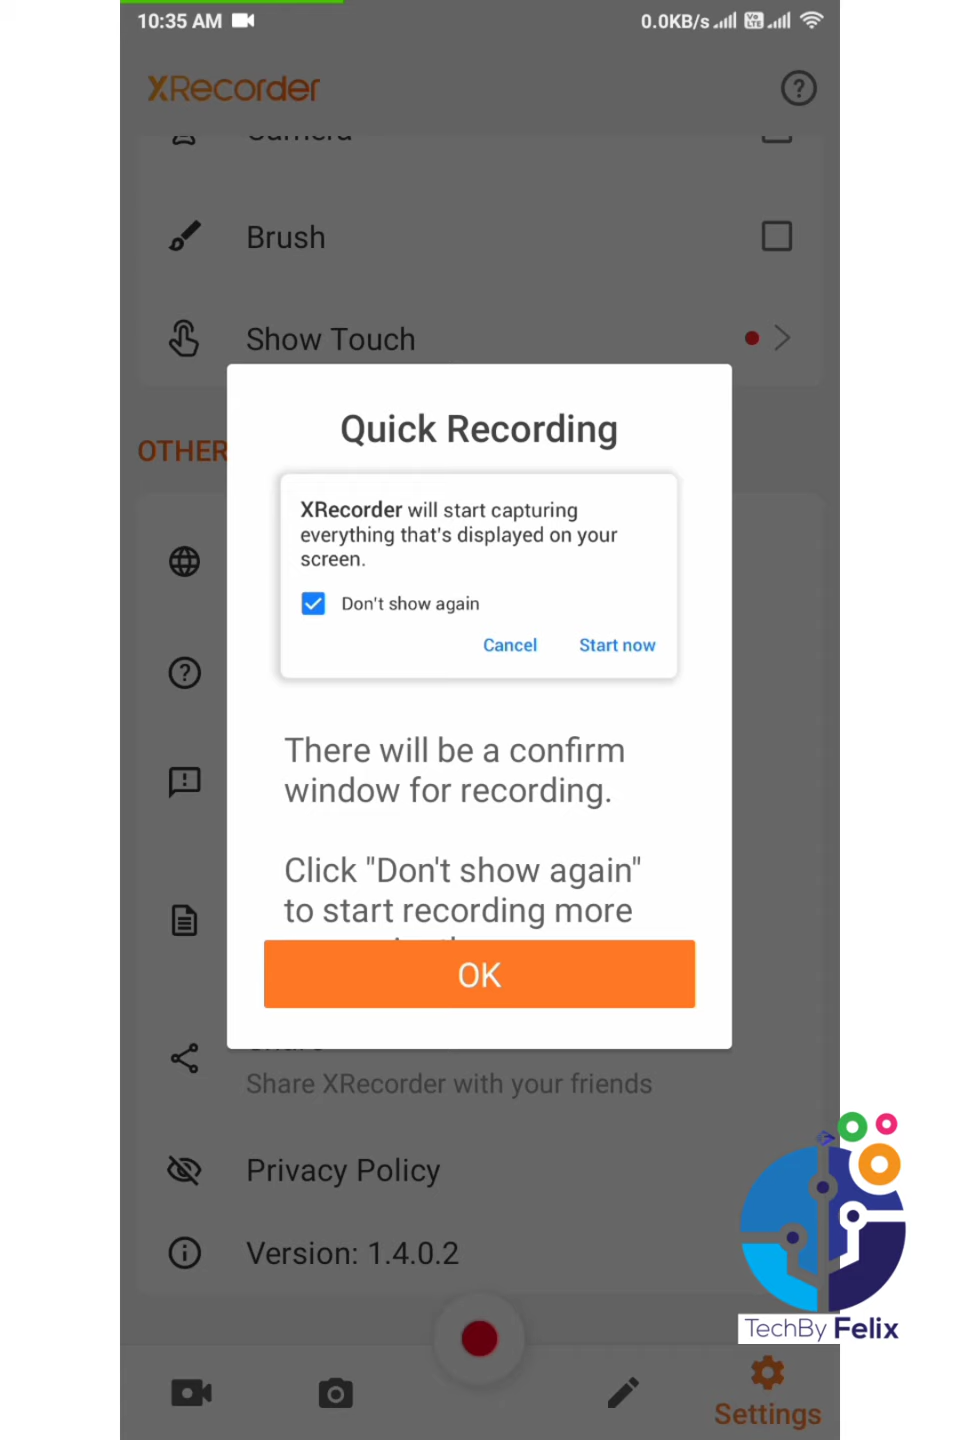 10:35 AM
0.0KB/s
Vo LTE
XRecorder
Camera
Brush
Show Touch
OTHER
Quick Recording
XRecorder will start capturing
everything that's displayed on your
screen.
Don't show again
Cancel
Start now
There will be a confirm
window for recording.
Click "Don't show again"
to start recording more
OK
Share XRecorder with your friends
Privacy Policy
Version: 1.4.0.2
TechBy Felix
Settings